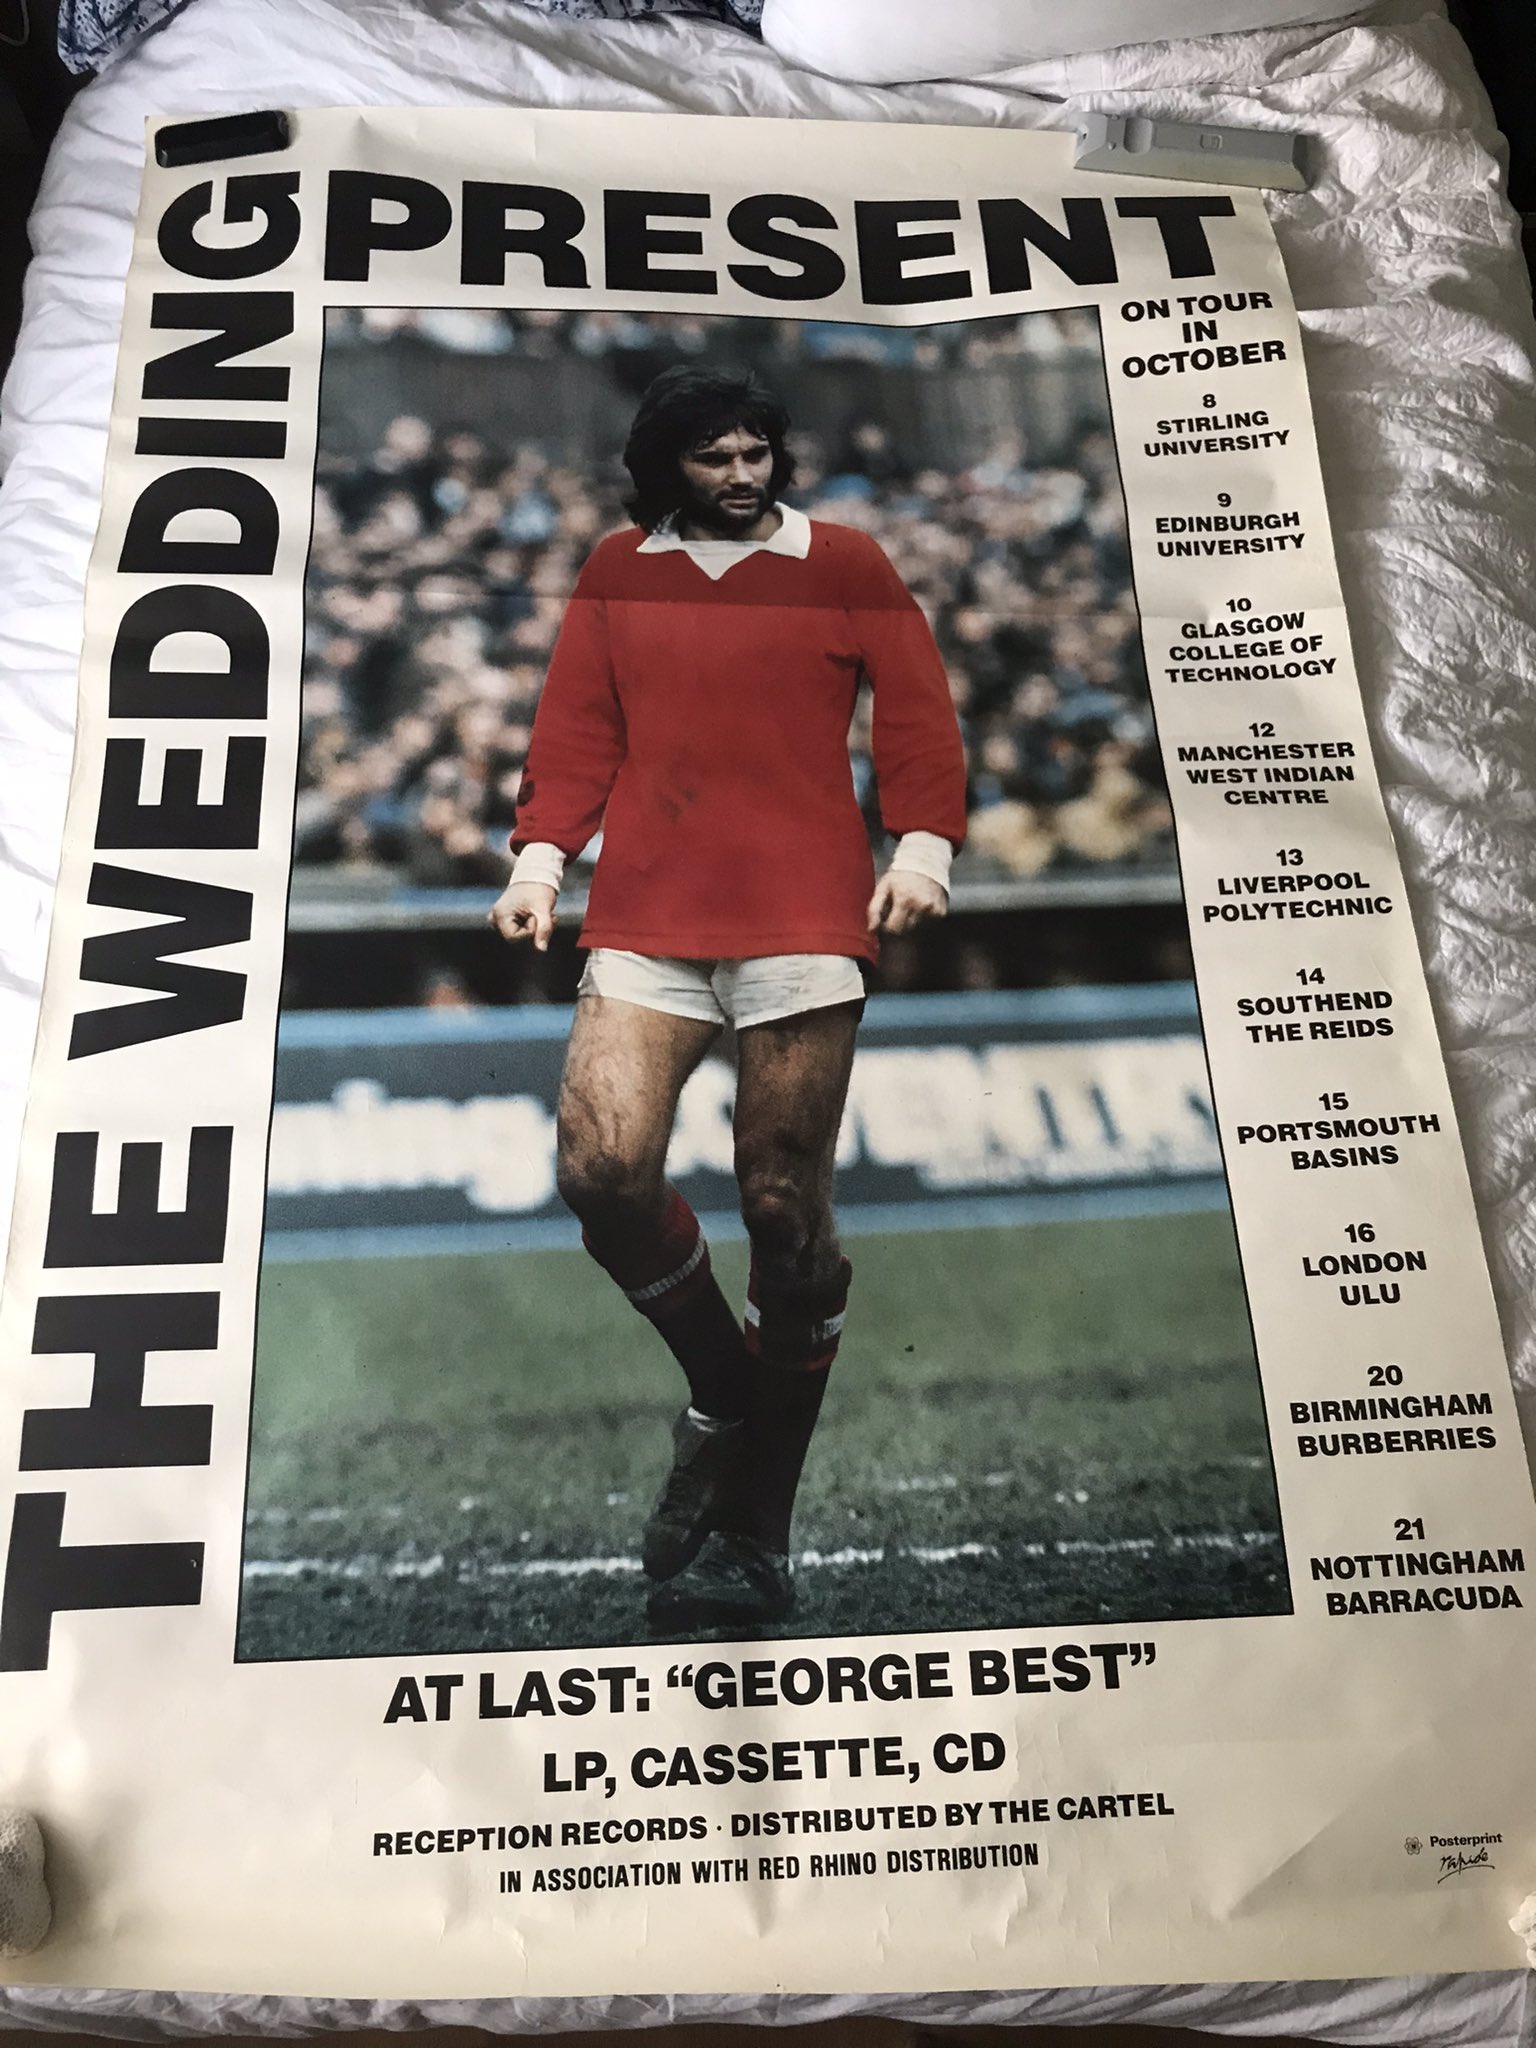 THE WEDDING
PRESENT
ON TOUR
IN
OCTOBER
8
STIRLING
UNIVERSITY
9
EDINBURGH
UNIVERSITY
10
GLASGOW
COLLEGE OF
TECHNOLOGY
12
MANCHESTER
WEST INDIAN
CENTRE
13
LIVERPOOL
POLYTECHNIC
14
SOUTHEND
THE REIDS
15
PORTSMOUTH
BASINS
16
LONDON
ULU
20
BIRMINGHAM
BURBERRIES
21
NOTTINGHAM
BARRACUDA
AT LAST: “GEORGE BEST”
LP, CASSETTE, CD
RECEPTION RECORDS · DISTRIBUTED BY THE CARTEL
IN ASSOCIATION WITH RED RHINO DISTRIBUTION
Posterprint
rapide